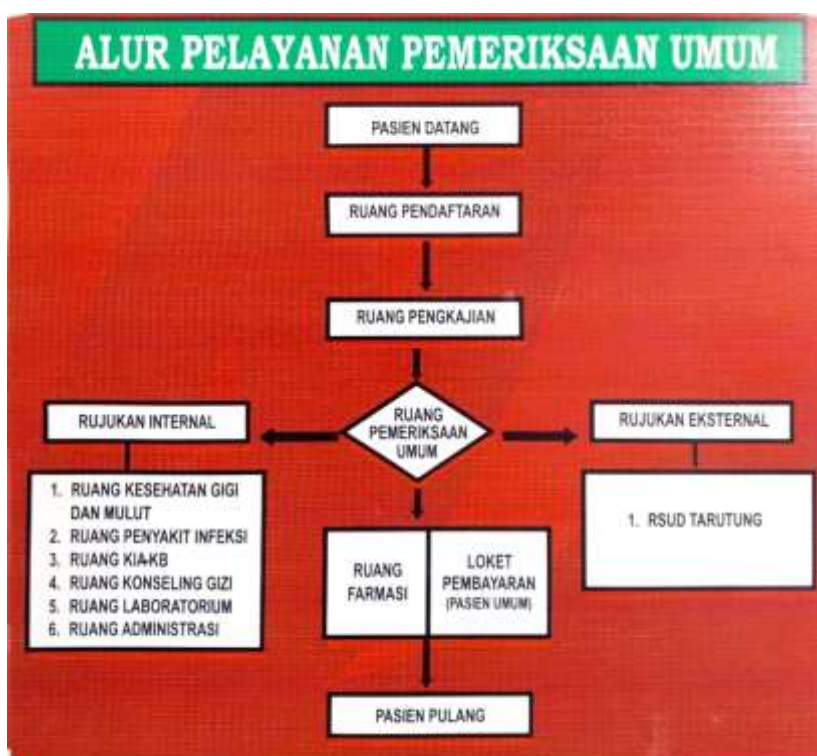 ALUR PELAYANAN PEMERIKSAAN UMUM
PASIEN DATANG
RUANG PENDAFTARAN
RUANG PENGKAJIAN
RUANG
PEMERIKSAAN
UMUM
RUJUKAN INTERNAL
1. RUANG KESEHATAN GIGI
DAN MULUT
2. RUANG PENYAKIT INFEKSI
3. RUANG KIA-KB
4. RUANG KONSELING GIZI
5. RUANG LABORATORIUM
6. RUANG ADMINISTRASI
RUJUKAN EKSTERNAL
1. RSUD TARUTUNG
RUANG
FARMASI
LOKET
PEMBAYARAN
(PASIEN UMUM)
PASIEN PULANG